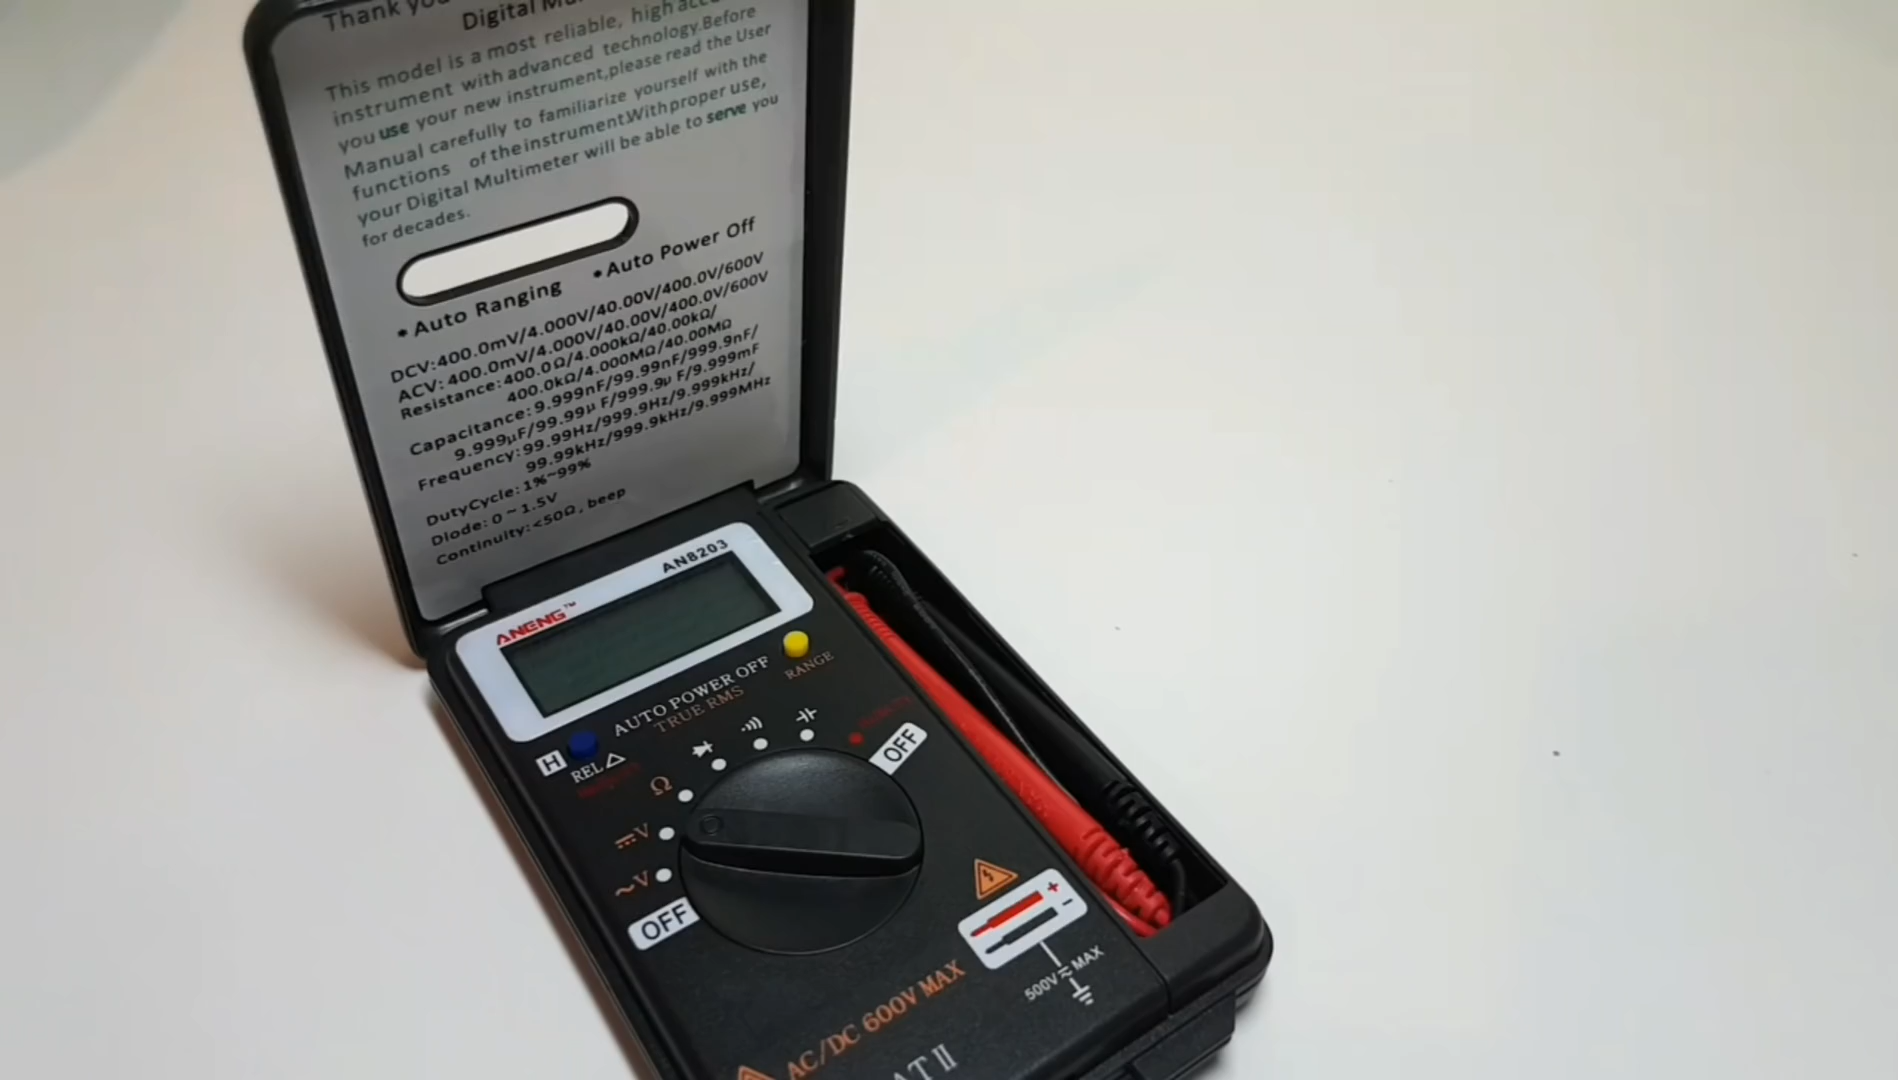 Thank you
Digital
This model is a most reliable, high
instrument with advanced technology.Before
you use your new instrument,please read the User
Manual carefully to familiarize yourself with the
functions of the instrument.With proper use,
your Digital Multimeter will be able to serve you
for decades.
• Auto Ranging • Auto Power Off
DCV:400.0mV/4.000V/40.00V/400.0V/600V
ACV: 400.0mV/4.000V/40.00V/400.0V/600V
Resistance:400.0Ω/4.000kΩ/40.00kΩ/
400.0kΩ/4.000MΩ/40.00MΩ
Capacitance: 9.999nF/99.99nF/999.9nF/
9.999μF/99.99μF/999.9μF/9.999mF
Frequency: 99.99Hz/999.9Hz/9.999kHz/
99.99kHz/999.9kHz/9.999MHz
DutyCycle: 1%~99%
Diode: 0 ~ 1.5V
Continuity: <50Ω, beep
ANENG™ AN8203
AUTO POWER OFF
TRUE RMS
RANGE
H
REL△
Ω
V
~V
OFF
OFF
+
-
500V MAX
AC/DC 600V MAX